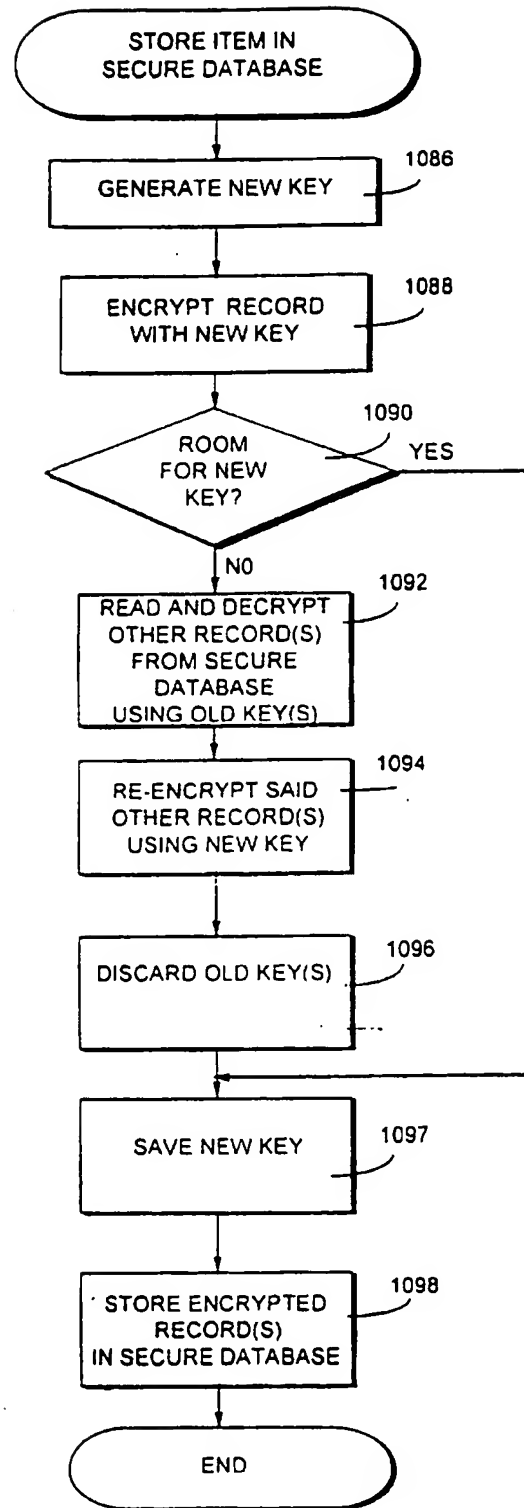 STORE ITEM IN
SECURE DATABASE
1086
GENERATE NEW KEY
1088
ENCRYPT RECORD
WITH NEW KEY
1090
ROOM
FOR NEW
KEY?
YES
NO
1092
READ AND DECRYPT
OTHER RECORD(S)
FROM SECURE
DATABASE
USING OLD KEY(S)
1094
RE-ENCRYPT SAID
OTHER RECORD(S)
USING NEW KEY
1096
DISCARD OLD KEY(S)
1097
SAVE NEW KEY
1098
STORE ENCRYPTED
RECORD(S)
IN SECURE DATABASE
END